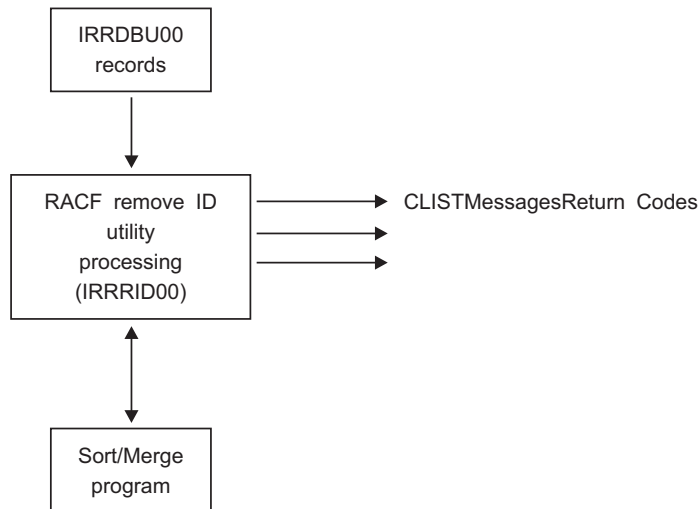 IRRDBU00
records
RACF remove ID
utility
processing
(IRRRID00)
CLISTMessagesReturn Codes
Sort/Merge
program